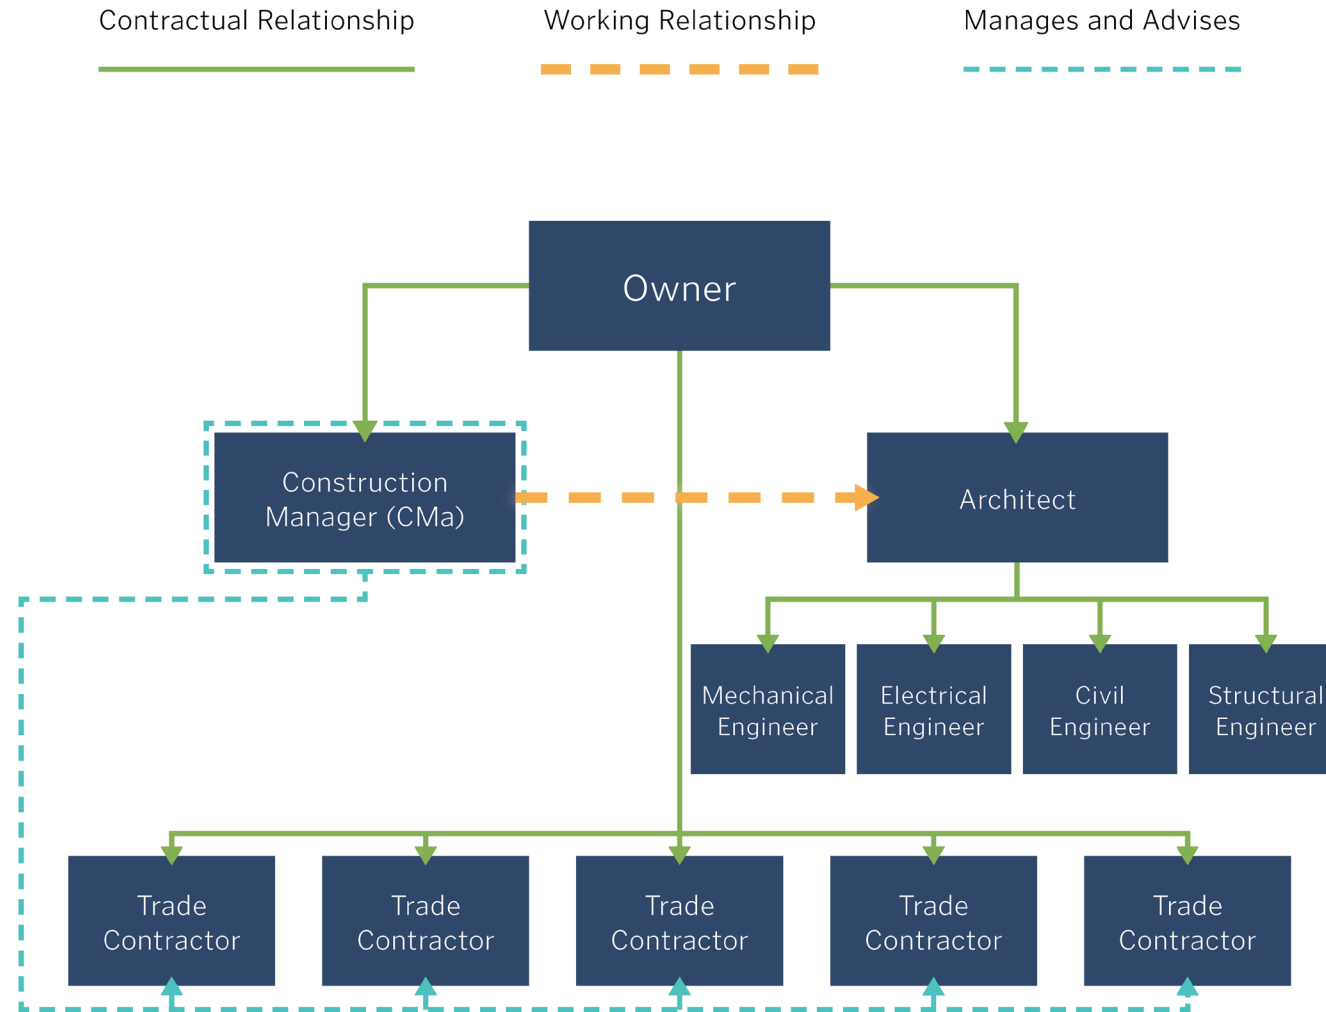 Contractual Relationship
Working Relationship
Manages and Advises
Owner
Construction
Manager (CMa)
Architect
Mechanical
Engineer
Electrical
Engineer
Civil
Engineer
Structural
Engineer
Trade
Contractor
Trade
Contractor
Trade
Contractor
Trade
Contractor
Trade
Contractor